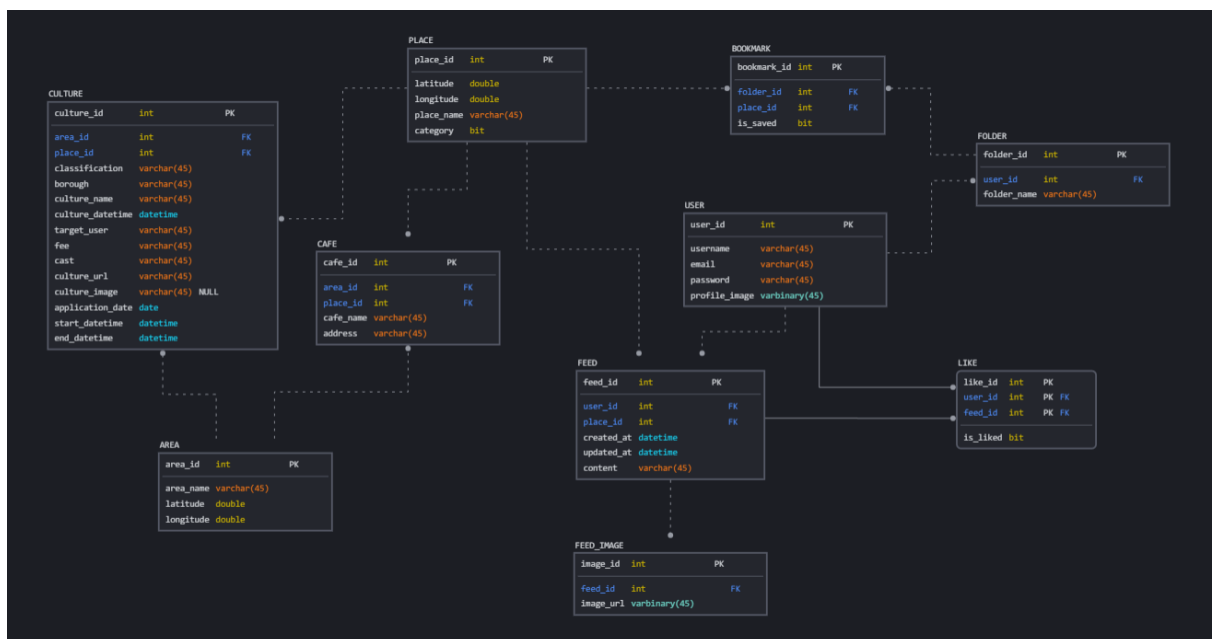 PLACE
place_id int PK
latitude double
longitude double
place_name varchar(45)
category bit
BOOKMARK
bookmark_id int PK
folder_id int FK
place_id int FK
is_saved bit
CULTURE
culture_id int PK
area_id int FK
place_id int FK
classification varchar(45)
borough varchar(45)
culture_name varchar(45)
culture_datetime datetime
target_user varchar(45)
fee varchar(45)
cast varchar(45)
culture_url varchar(45)
culture_image varchar(45) NULL
application_date date
start_datetime datetime
end_datetime datetime
FOLDER
folder_id int PK
user_id int FK
folder_name varchar(45)
USER
user_id int PK
username varchar(45)
email varchar(45)
password varchar(45)
profile_image varbinary(45)
CAFE
cafe_id int PK
area_id int FK
place_id int FK
cafe_name varchar(45)
address varchar(45)
FEED
feed_id int PK
user_id int FK
place_id int FK
created_at datetime
updated_at datetime
content varchar(45)
LIKE
like_id int PK
user_id int PK FK
feed_id int PK FK
is_liked bit
AREA
area_id int PK
area_name varchar(45)
latitude double
longitude double
FEED_IMAGE
image_id int PK
feed_id int FK
image_url varbinary(45)